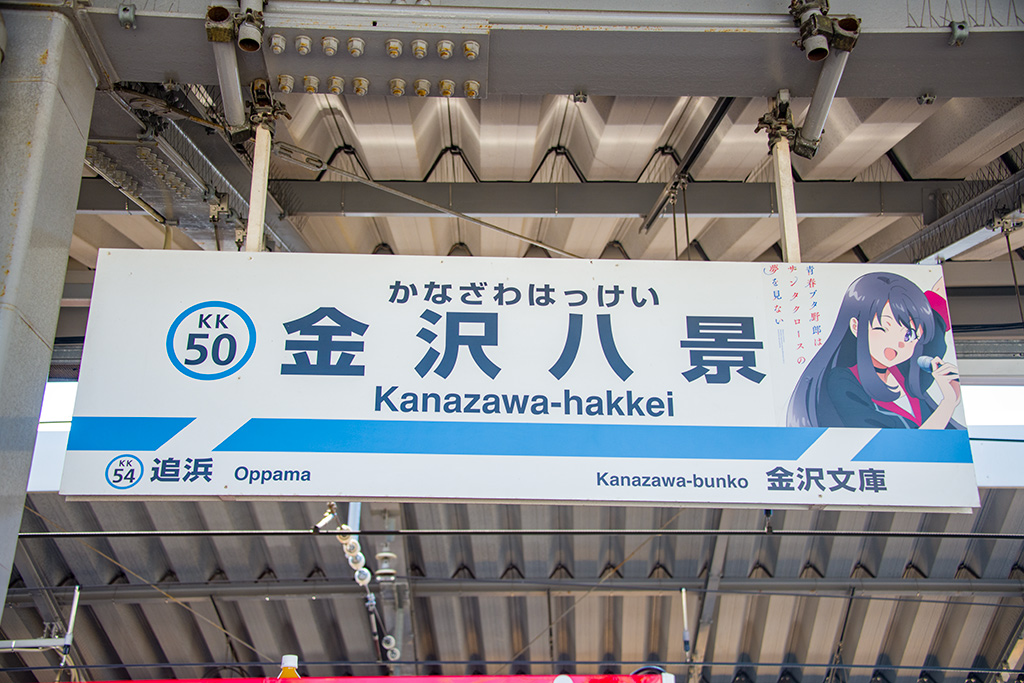 かなざわはっけい
KK
50
金沢八景
Kanazawa-hakkei
青春ブタ野郎は
サンタクロースの
夢を見ない
KK
54
追浜 Oppama
Kanazawa-bunko 金沢文庫